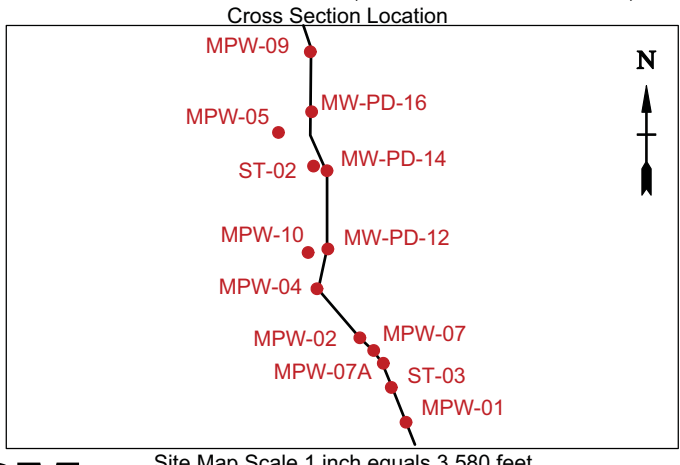 Cross Section Location
MPW-09
N
MW-PD-16
MPW-05
MW-PD-14
ST-02
MPW-10
MW-PD-12
MPW-04
MPW-02
MPW-07
MPW-07A
ST-03
MPW-01
Site Map Scale 1 inch equals 3,580 feet